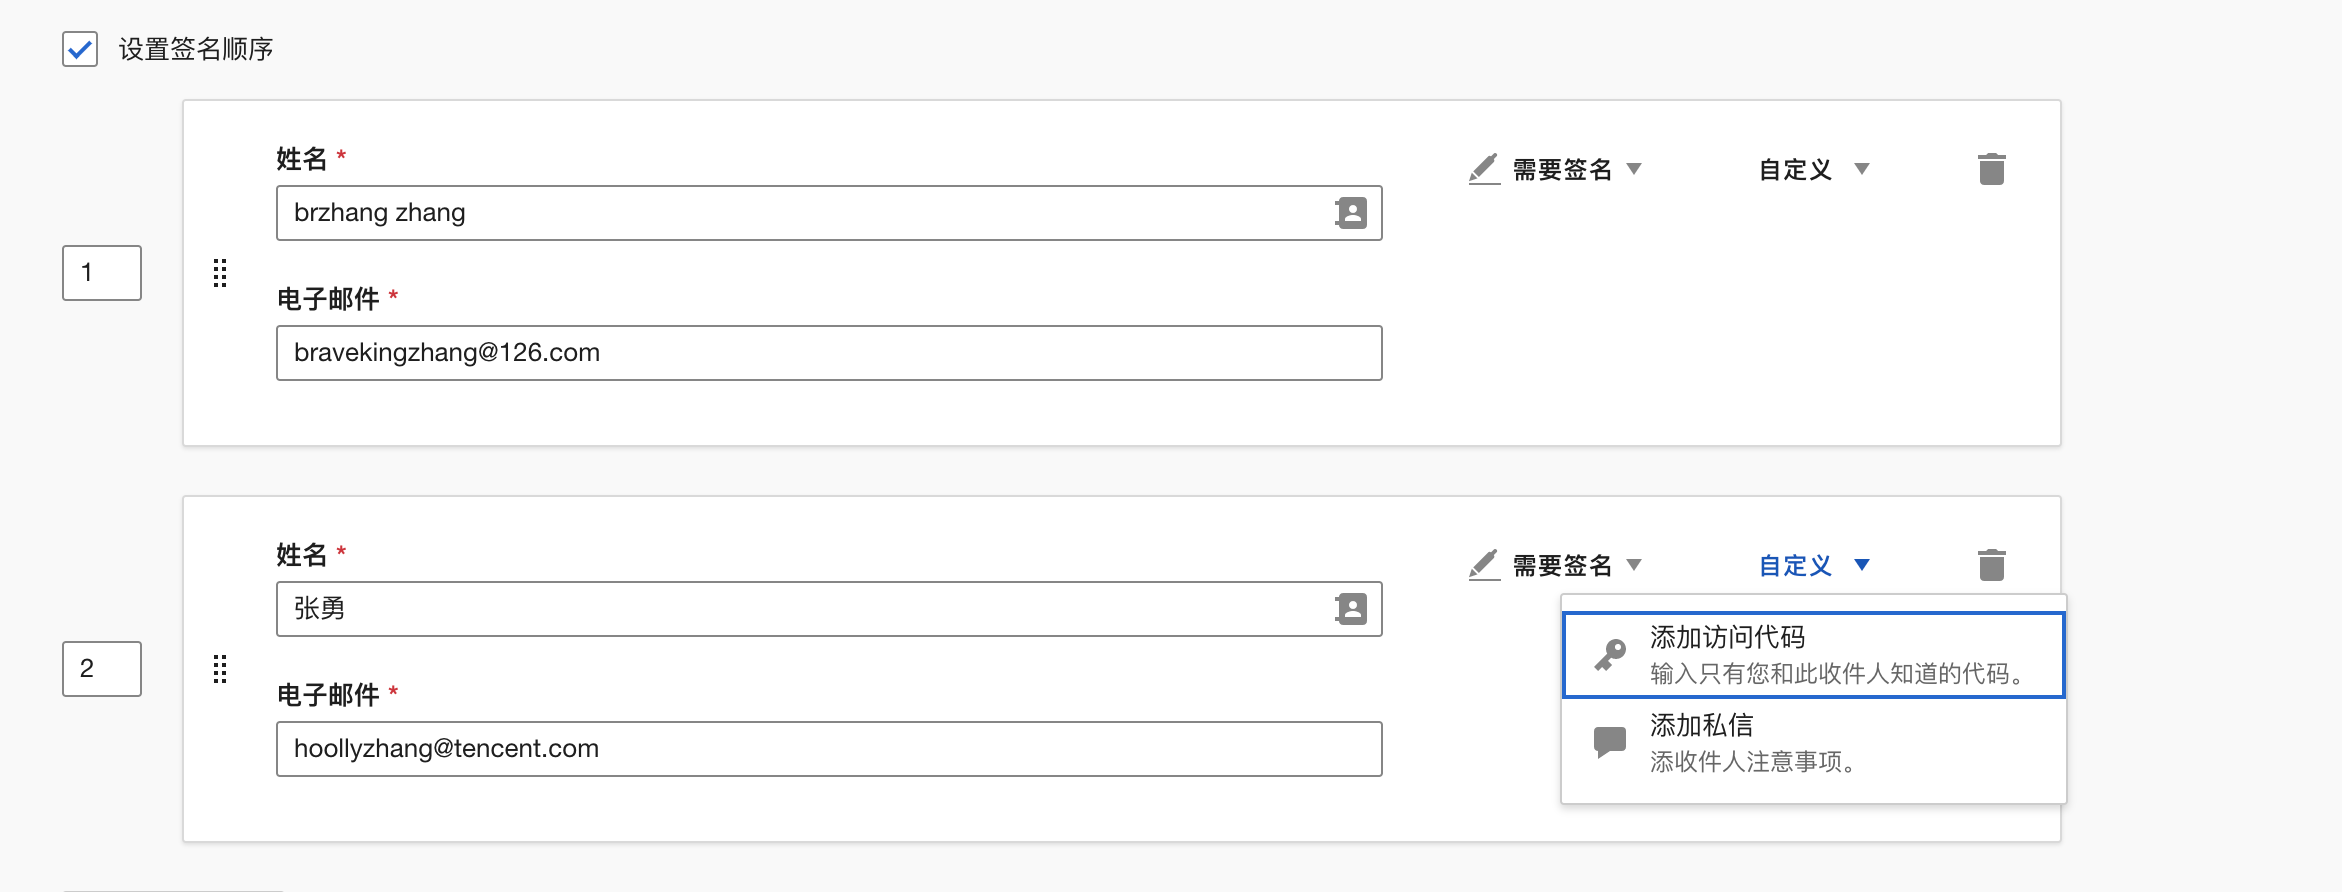 设置签名顺序
姓名 *
需要签名
自定义
brzhang zhang
1
电子邮件 *
bravekingzhang@126.com
姓名 *
需要签名
自定义
张勇
添加访问代码
输入只有您和此收件人知道的代码。
2
电子邮件 *
添加私信
hoollyzhang@tencent.com
添收件人注意事项。